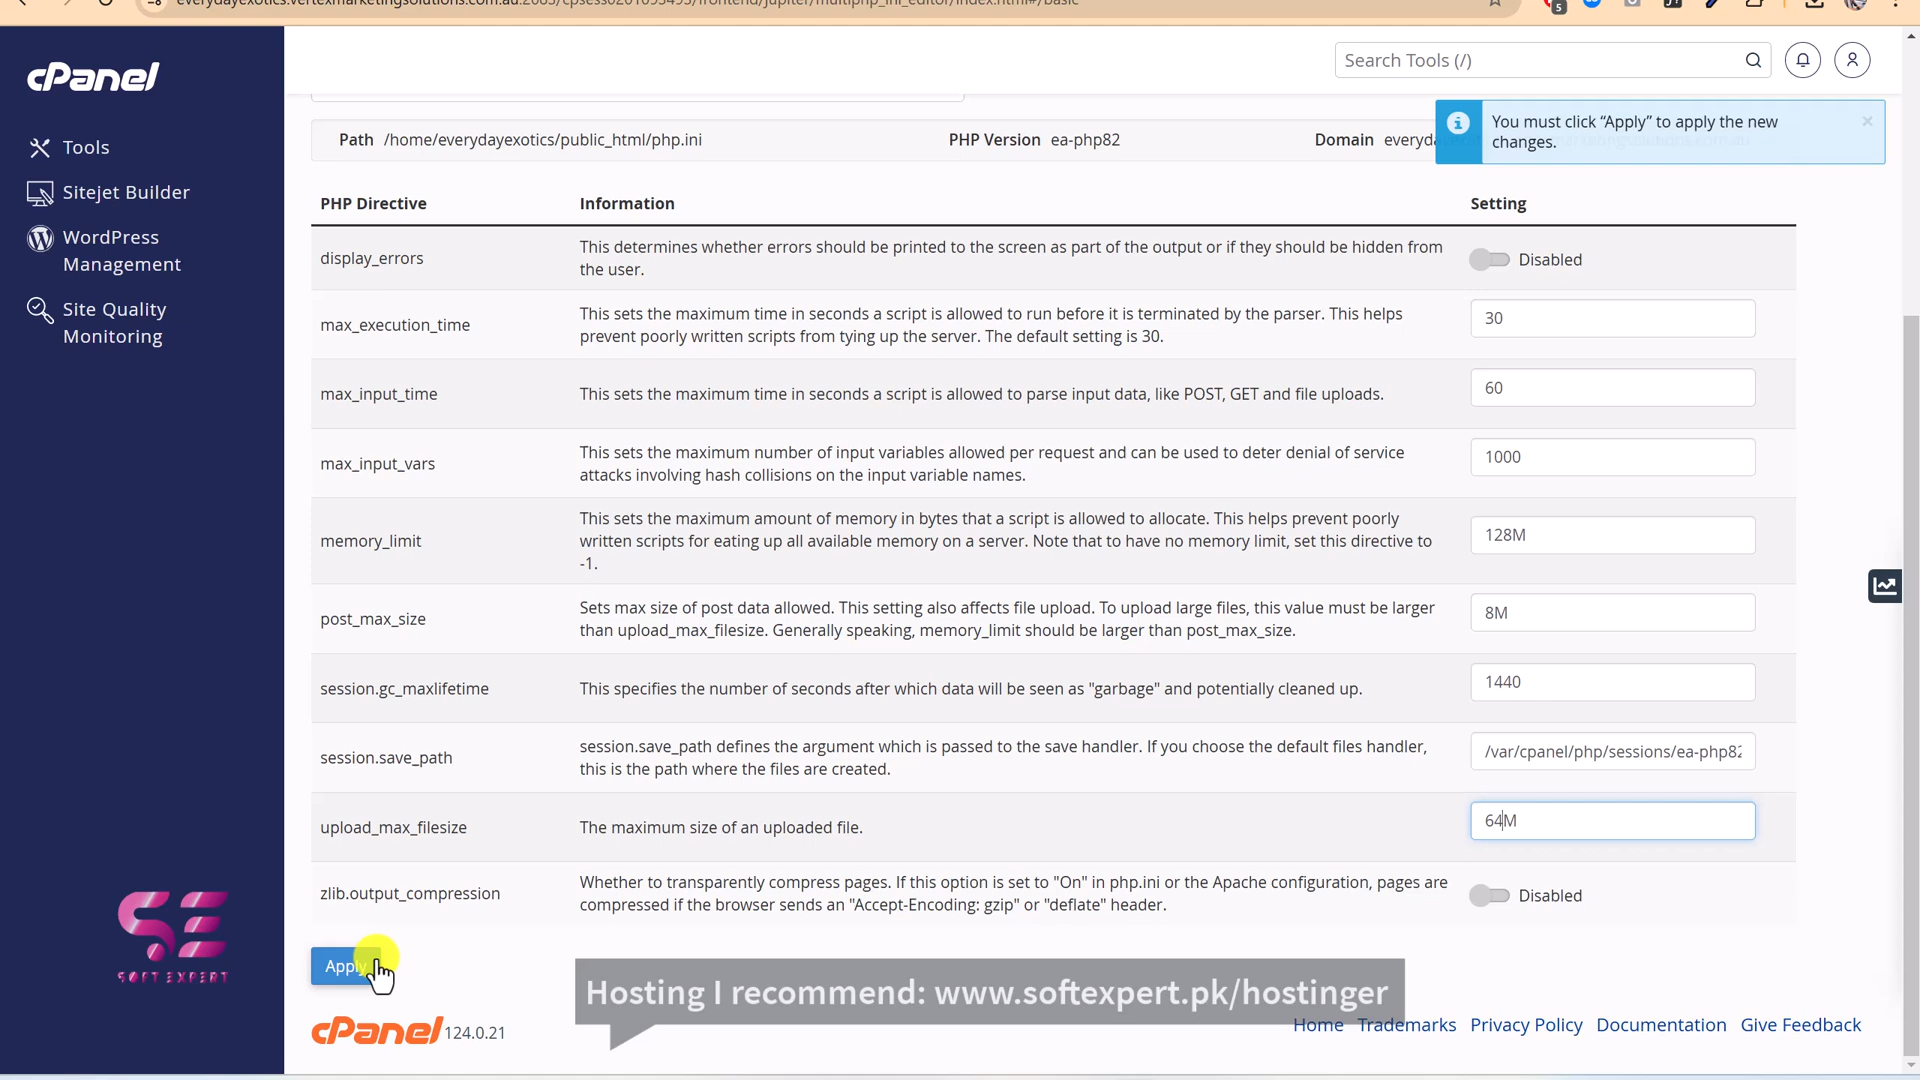 cPanel
Search Tools (/)
Tools
Sitejet Builder
WordPress
Management
Site Quality
Monitoring
You must click “Apply” to apply the new
changes.
Path /home/everydayexotics/public_html/php.ini PHP Version ea-php82 Domain
PHP Directive Information Setting
display_errors
This determines whether errors should be printed to the screen as part of the output or if they should be hidden from
the user.
Disabled
max_execution_time
This sets the maximum time in seconds a script is allowed to run before it is terminated by the parser. This helps
prevent poorly written scripts from tying up the server. The default setting is 30.
30
max_input_time
This sets the maximum time in seconds a script is allowed to parse input data, like POST, GET and file uploads.
60
max_input_vars
This sets the maximum number of input variables allowed per request and can be used to deter denial of service
attacks involving hash collisions on the input variable names.
1000
memory_limit
This sets the maximum amount of memory in bytes that a script is allowed to allocate. This helps prevent poorly
written scripts for eating up all available memory on a server. Note that to have no memory limit, set this directive to
-1.
128M
post_max_size
Sets max size of post data allowed. This setting also affects file upload. To upload large files, this value must be larger
than upload_max_filesize. Generally speaking, memory_limit should be larger than post_max_size.
8M
session.gc_maxlifetime
This specifies the number of seconds after which data will be seen as "garbage" and potentially cleaned up.
1440
session.save_path
session.save_path defines the argument which is passed to the save handler. If you choose the default files handler,
this is the path where the files are created.
/var/cpanel/php/sessions/ea-php82
upload_max_filesize
The maximum size of an uploaded file.
64M
zlib.output_compression
Whether to transparently compress pages. If this option is set to "On" in php.ini or the Apache configuration, pages are
compressed if the browser sends an "Accept-Encoding: gzip" or "deflate" header.
Disabled
SE
SOFT EXPERT
Apply
Hosting I recommend: www.softexpert.pk/hostinger
cPanel 124.0.21
Home Trademarks Privacy Policy Documentation Give Feedback
5